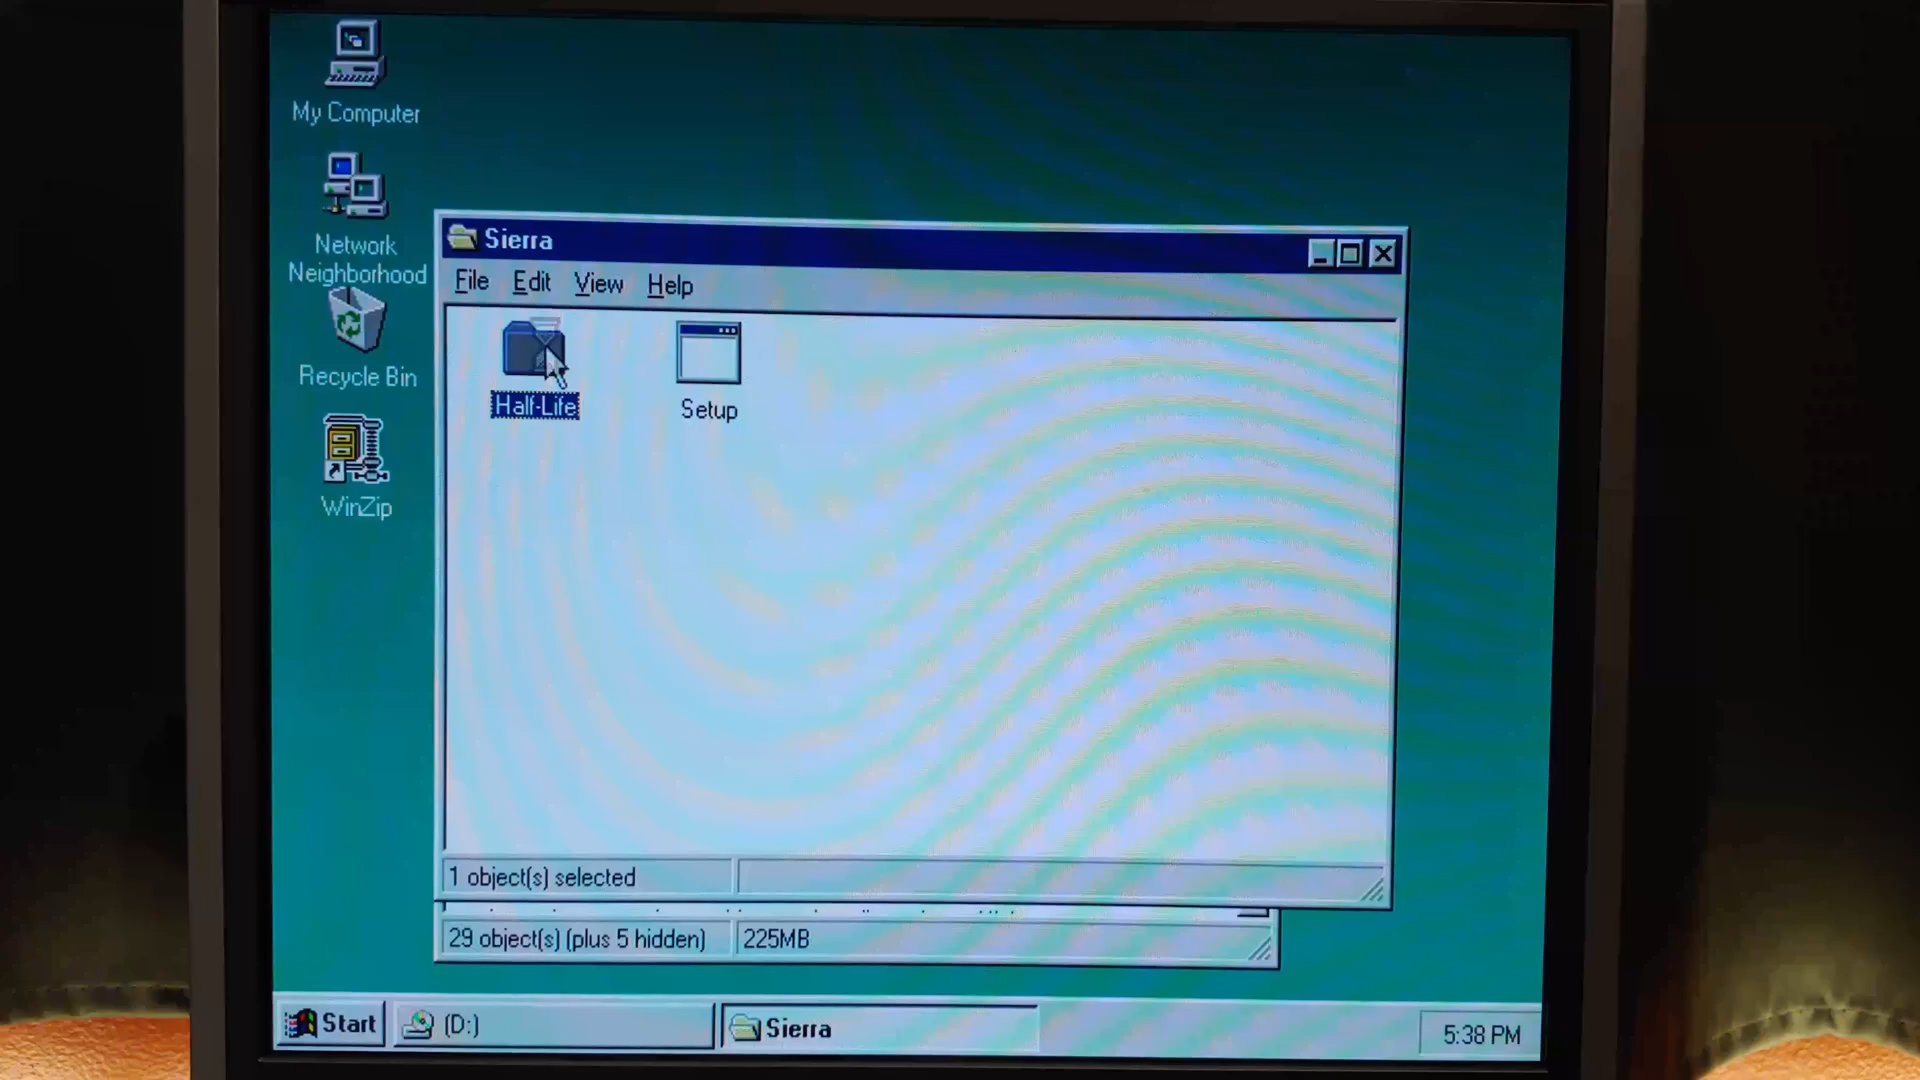 My Computer
Network
Neighborhood
Recycle Bin
WinZip
Sierra
File Edit View Help
Half-Life
Setup
1 object(s) selected
29 object(s) (plus 5 hidden) 225MB
Start (D:) Sierra 5:38 PM